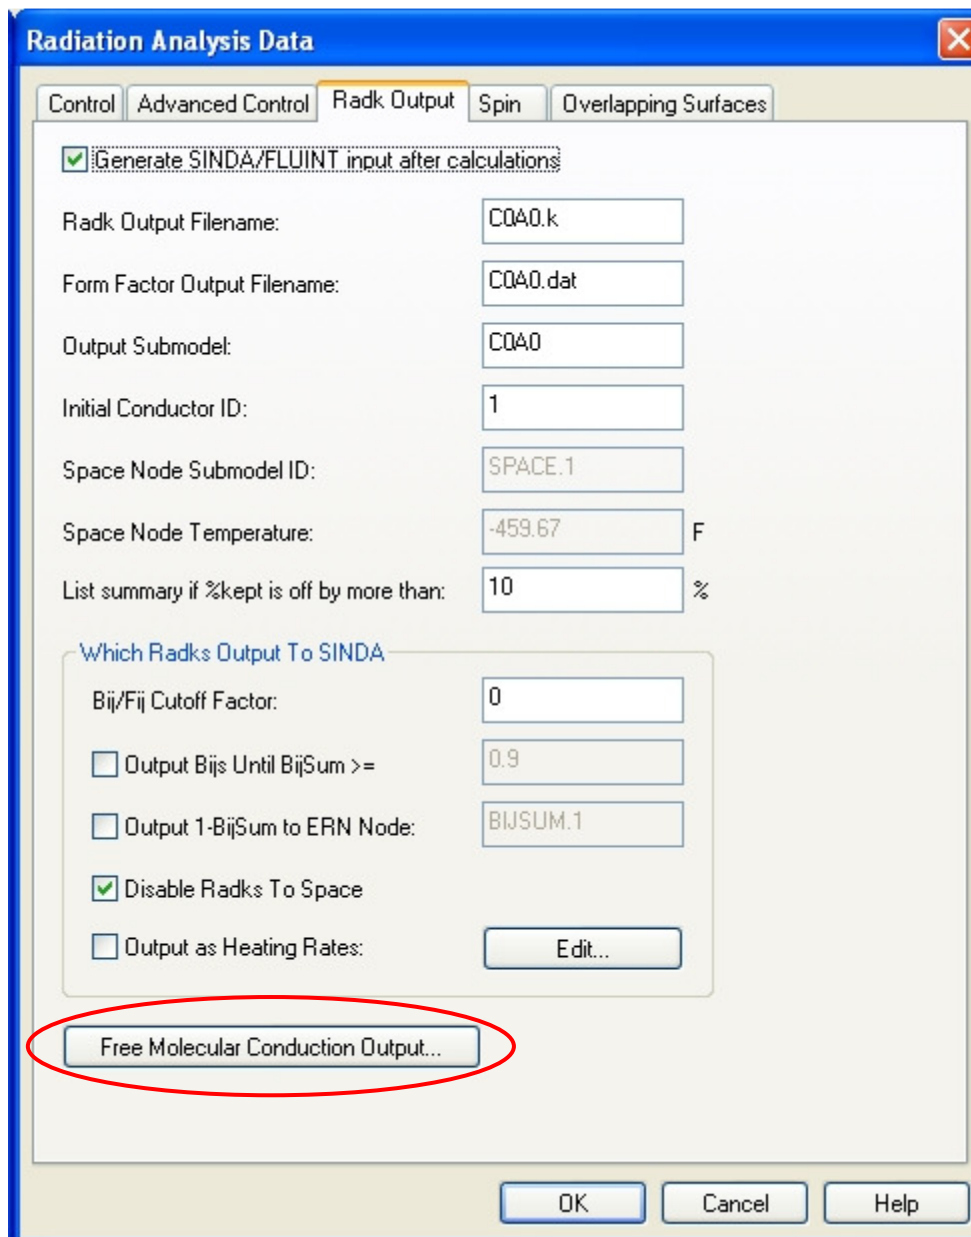 Radiation Analysis Data
Control Advanced Control Radk Output Spin Overlapping Surfaces
Generate SINDA/FLUINT input after calculations
Radk Output Filename: C0A0.k
Form Factor Output Filename: C0A0.dat
Output Submodel: C0A0
Initial Conductor ID: 1
Space Node Submodel ID: SPACE.1
Space Node Temperature: -459.67 F
List summary if %kept is off by more than: 10 %
Which Radks Output To SINDA
Bij/Fij Cutoff Factor: 0
Output Bijs Until BijSum >= 0.9
Output 1-BijSum to ERN Node: BIJSUM.1
Disable Radks To Space
Output as Heating Rates: Edit...
Free Molecular Conduction Output...
OK Cancel Help